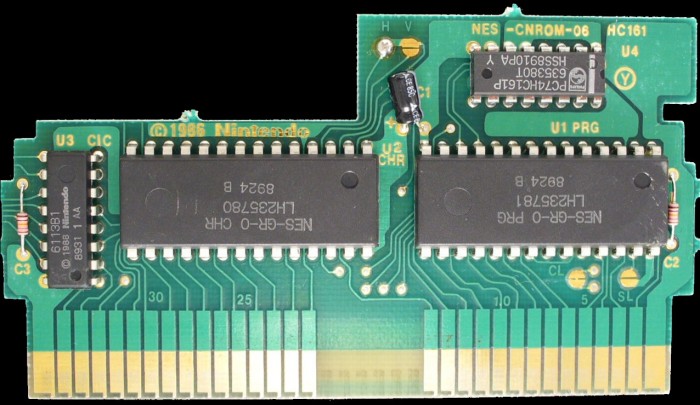 H V
NES-CNROM-06
HC161
U4
PC74HC161P
635380T
HSS8910PA Y
Y
C1
+
©1986 Nintendo
U1 PRG
U3 CIC
U2
CHR
6113B1
© 1988 Nintendo
8931 1 AA
NES-GR-0 CHR
LH235780
8924 B
NES-GR-0 PRG
LH235781
8924 B
C3
C2
CL
SL
30
25
10
5